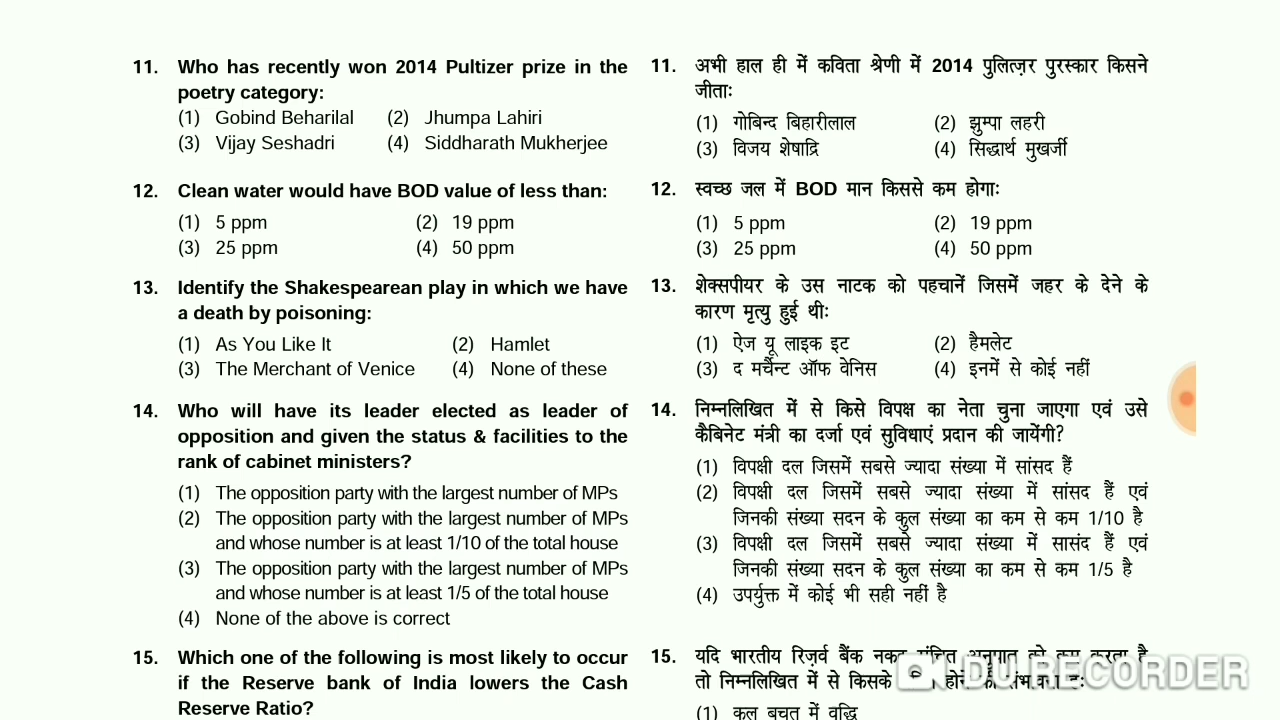 11. Who has recently won 2014 Pultizer prize in the
poetry category:
(1) Gobind Beharilal (2) Jhumpa Lahiri
(3) Vijay Seshadri (4) Siddharath Mukherjee
12. Clean water would have BOD value of less than:
(1) 5 ppm (2) 19 ppm
(3) 25 ppm (4) 50 ppm
13. Identify the Shakespearean play in which we have
a death by poisoning:
(1) As You Like It (2) Hamlet
(3) The Merchant of Venice (4) None of these
14. Who will have its leader elected as leader of
opposition and given the status & facilities to the
rank of cabinet ministers?
(1) The opposition party with the largest number of MPs
(2) The opposition party with the largest number of MPs
and whose number is at least 1/10 of the total house
(3) The opposition party with the largest number of MPs
and whose number is at least 1/5 of the total house
(4) None of the above is correct
15. Which one of the following is most likely to occur
if the Reserve bank of India lowers the Cash
Reserve Ratio?
11. अभी हाल ही में कविता श्रेणी में 2014 पुलित्ज़र पुरस्कार किसने
जीताः
(1) गोबिन्द बिहारीलाल (2) झुम्पा लहरी
(3) विजय शेषाद्रि (4) सिद्धार्थ मुखर्जी
12. स्वच्छ जल में BOD मान किससे कम होगाः
(1) 5 ppm (2) 19 ppm
(3) 25 ppm (4) 50 ppm
13. शेक्सपीयर के उस नाटक को पहचानें जिसमें जहर के देने के
कारण मृत्यु हुई थीः
(1) ऐज यू लाइक इट (2) हैमलेट
(3) द मर्चैन्ट ऑफ वेनिस (4) इनमें से कोई नहीं
14. निम्नलिखित में से किसे विपक्ष का नेता चुना जाएगा एवं उसे
कैबिनेट मंत्री का दर्जा एवं सुविधाएं प्रदान की जायेंगी?
(1) विपक्षी दल जिसमें सबसे ज्यादा संख्या में सांसद हैं
(2) विपक्षी दल जिसमें सबसे ज्यादा संख्या में सांसद हैं एवं
जिनकी संख्या सदन के कुल संख्या का कम से कम 1/10 है
(3) विपक्षी दल जिसमें सबसे ज्यादा संख्या में सासंद हैं एवं
जिनकी संख्या सदन के कुल संख्या का कम से कम 1/5 है
(4) उपर्युक्त में कोई भी सही नहीं है
15. यदि भारतीय रिज़र्व बैंक नकद अनुपात को कम करता है
तो निम्नलिखित में से किसके
(1) कुल बचत में वृद्धि
DU RECORDER